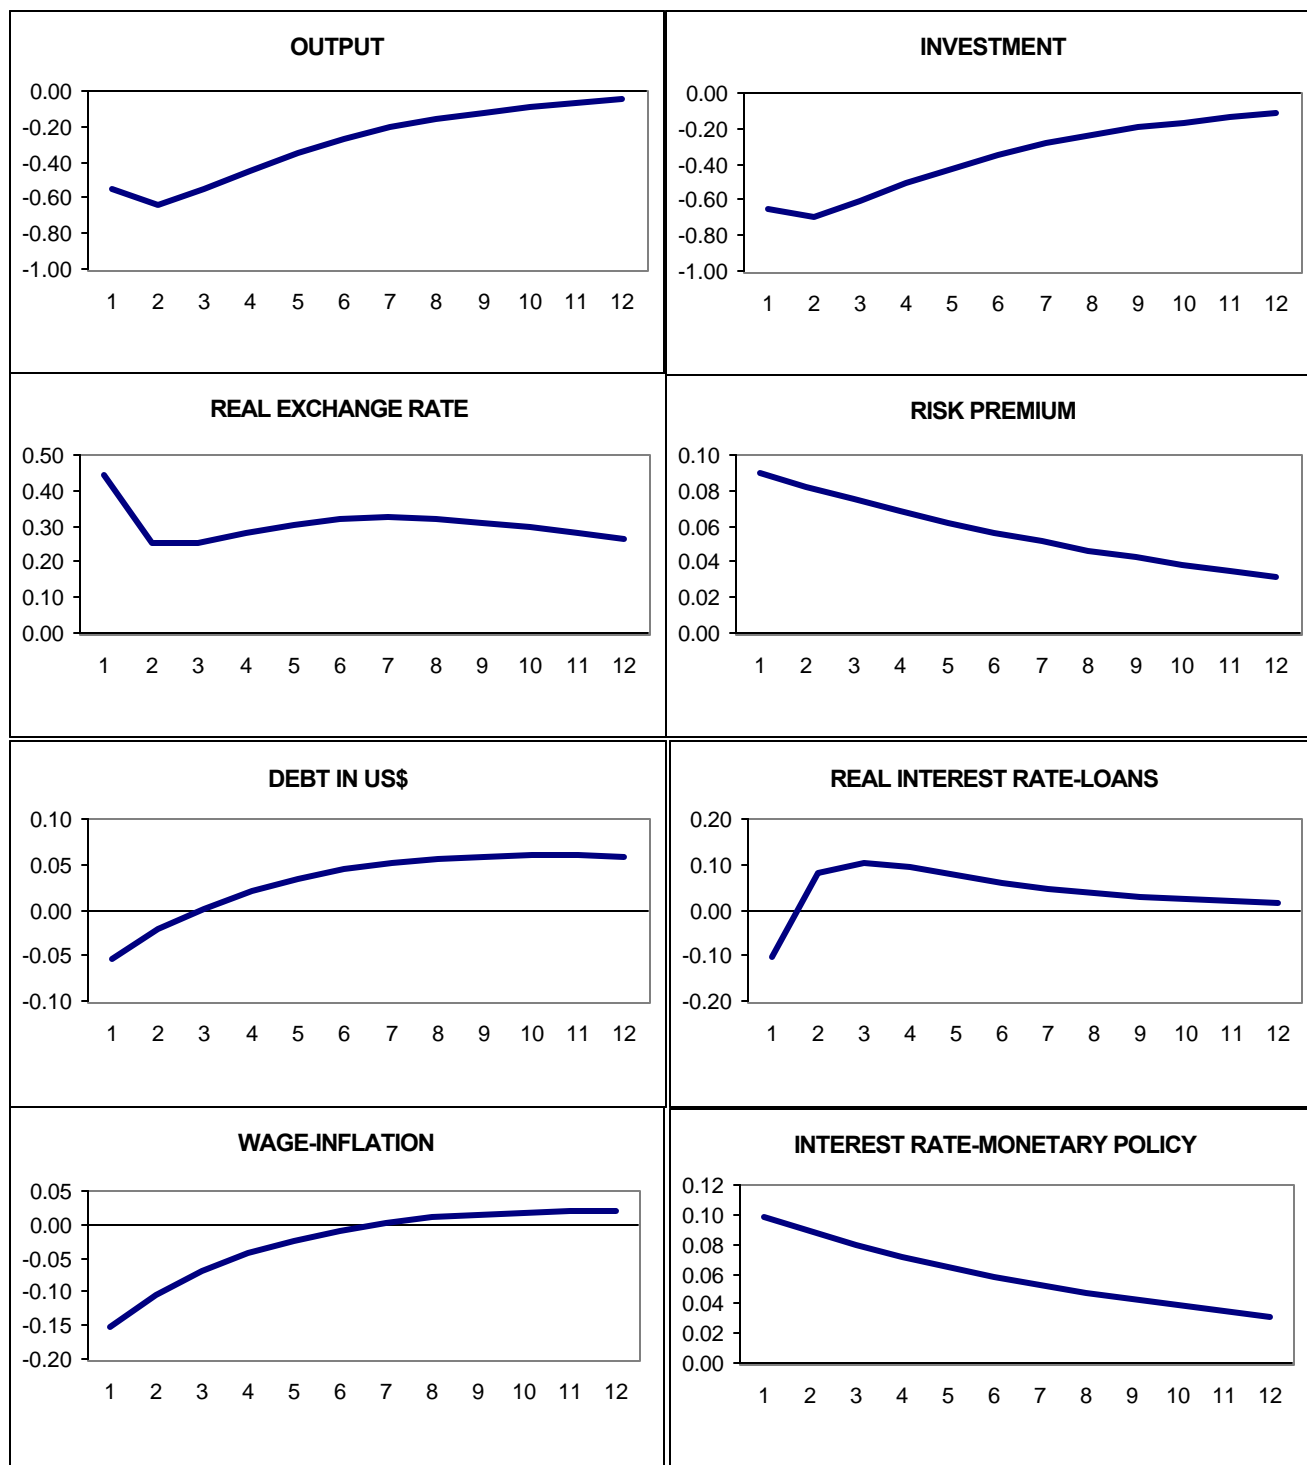 OUTPUT
0.00
-0.20
-0.40
-0.60
-0.80
-1.00
1 2 3 4 5 6 7 8 9 10 11 12
INVESTMENT
0.00
-0.20
-0.40
-0.60
-0.80
-1.00
1 2 3 4 5 6 7 8 9 10 11 12
REAL EXCHANGE RATE
0.50
0.40
0.30
0.20
0.10
0.00
1 2 3 4 5 6 7 8 9 10 11 12
RISK PREMIUM
0.10
0.08
0.06
0.04
0.02
0.00
1 2 3 4 5 6 7 8 9 10 11 12
DEBT IN US$
0.10
0.05
0.00
-0.05
-0.10
1 2 3 4 5 6 7 8 9 10 11 12
REAL INTEREST RATE-LOANS
0.20
0.10
0.00
-0.10
-0.20
1 2 3 4 5 6 7 8 9 10 11 12
WAGE-INFLATION
0.05
0.00
-0.05
-0.10
-0.15
-0.20
1 2 3 4 5 6 7 8 9 10 11 12
INTEREST RATE-MONETARY POLICY
0.12
0.10
0.08
0.06
0.04
0.02
0.00
1 2 3 4 5 6 7 8 9 10 11 12